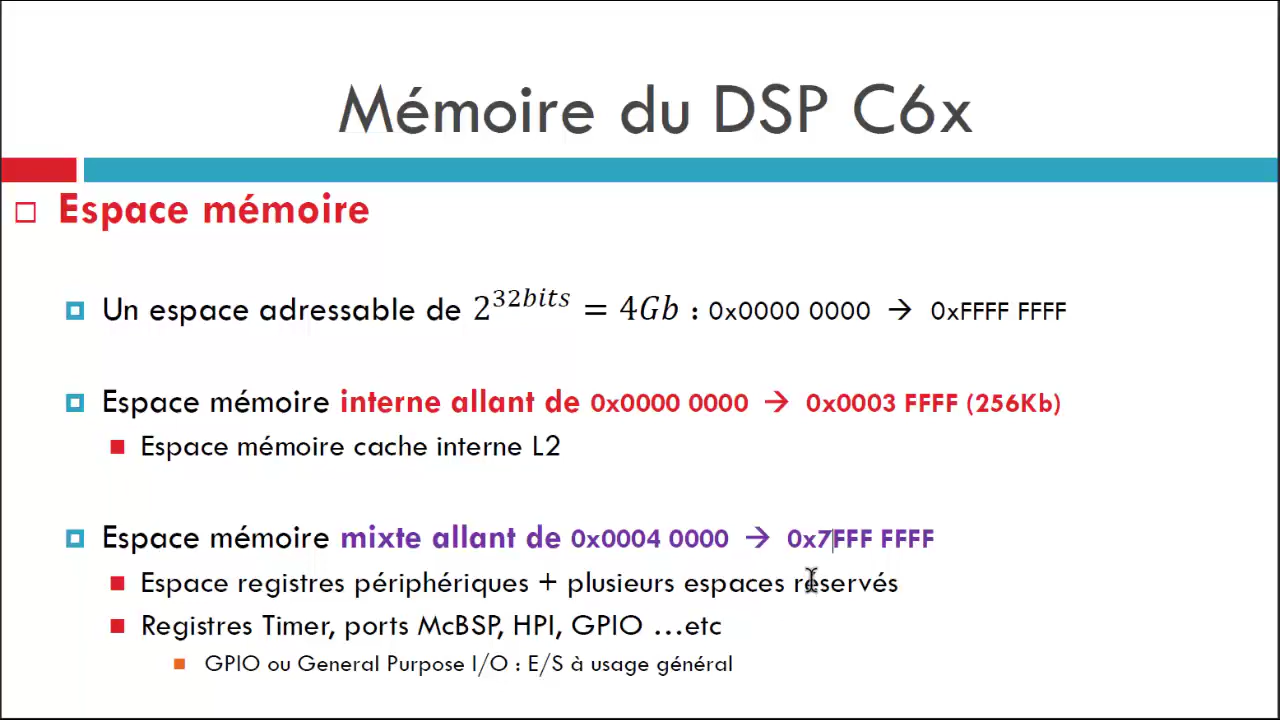 Mémoire du DSP C6x
Espace mémoire
Un espace adressable de 2^{32bits} = 4Gb : 0x0000 0000 → 0xFFFF FFFF
Espace mémoire interne allant de 0x0000 0000 → 0x0003 FFFF (256Kb)
Espace mémoire cache interne L2
Espace mémoire mixte allant de 0x0004 0000 → 0x7FFF FFFF
Espace registres périphériques + plusieurs espaces réservés
Registres Timer, ports McBSP, HPI, GPIO ...etc
GPIO ou General Purpose I/O : E/S à usage général